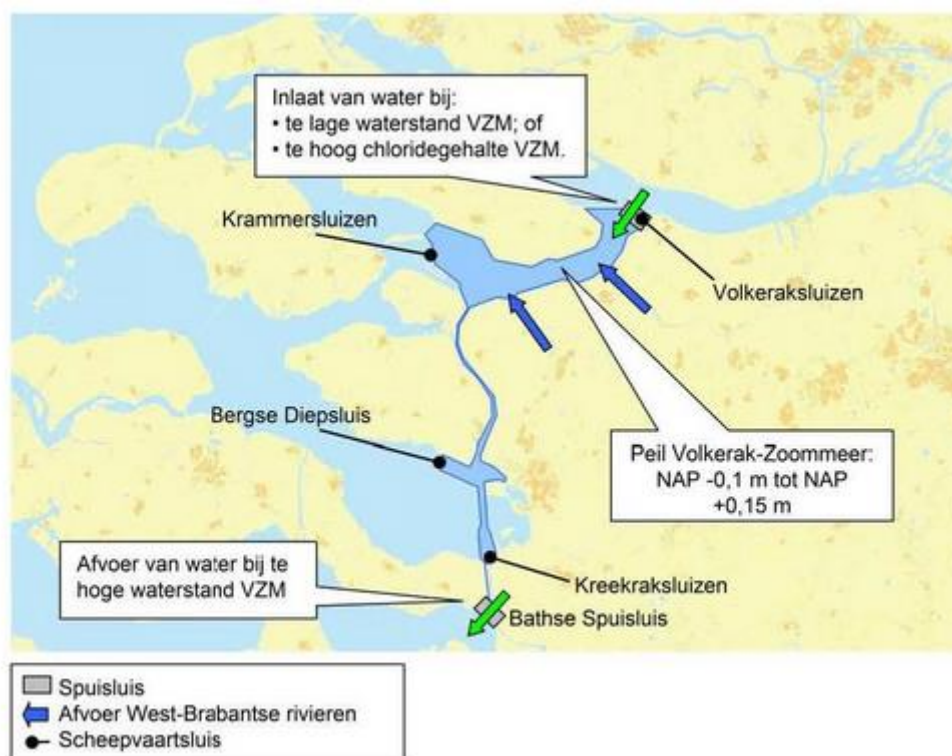 Inlaat van water bij:
• te lage waterstand VZM; of
• te hoog chloridegehalte VZM.
Krammersluizen
Volkeraksluizen
Bergse Diepsluis
Peil Volkerak-Zoommeer:
NAP -0,1 m tot NAP
+0,15 m
Afvoer van water bij te
hoge waterstand VZM
Kreekraksluizen
Bathse Spuisluis
Spuisluis
Afvoer West-Brabantse rivieren
Scheepvaartsluis